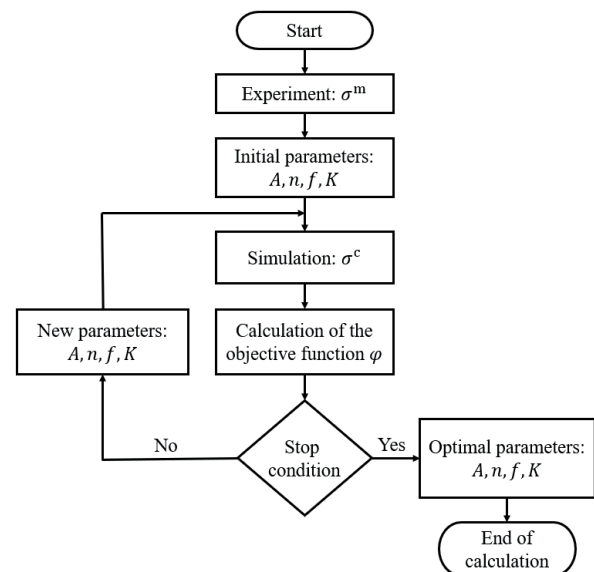 Start
Experiment: σᵐ
Initial parameters:
A, n, f, K
Simulation: σᶜ
Calculation of the
objective function φ
New parameters:
A, n, f, K
No
Stop
condition
Yes
Optimal parameters:
A, n, f, K
End of
calculation